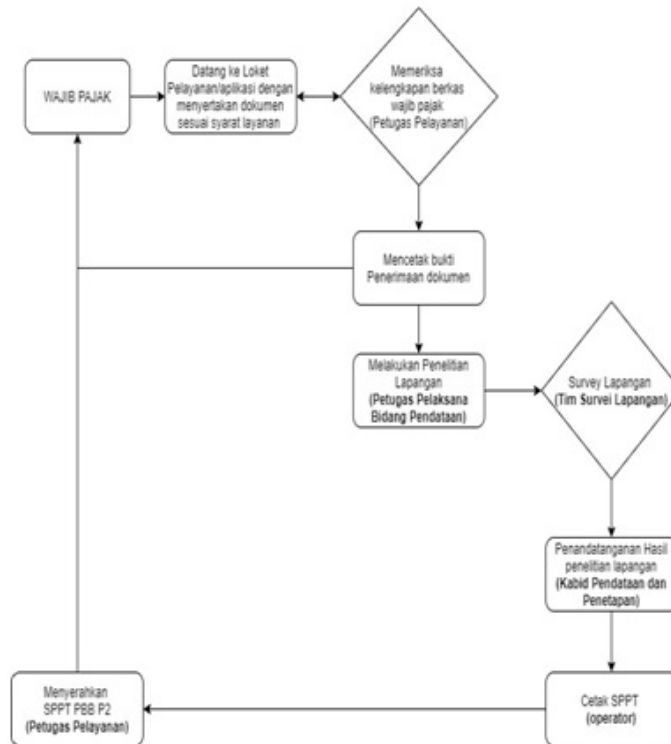 WAJIB PAJAK
Datang ke Loket
Pelayanan/aplikasi dengan
menyertakan dokumen
sesuai syarat layanan
Memeriksa
kelengkapan berkas
wajib pajak
(Petugas Pelayanan)
Mencetak bukti
Penerimaan dokumen
Melakukan Penelitian
Lapangan
(Petugas Pelaksana
Bidang Pendataan)
Survey Lapangan
(Tim Survei Lapangan)
Penandatanganan Hasil
penelitian lapangan
(Kabid Pendataan dan
Penetapan)
Menyerahkan
SPPT PBB P2
(Petugas Pelayanan)
Cetak SPPT
(operator)